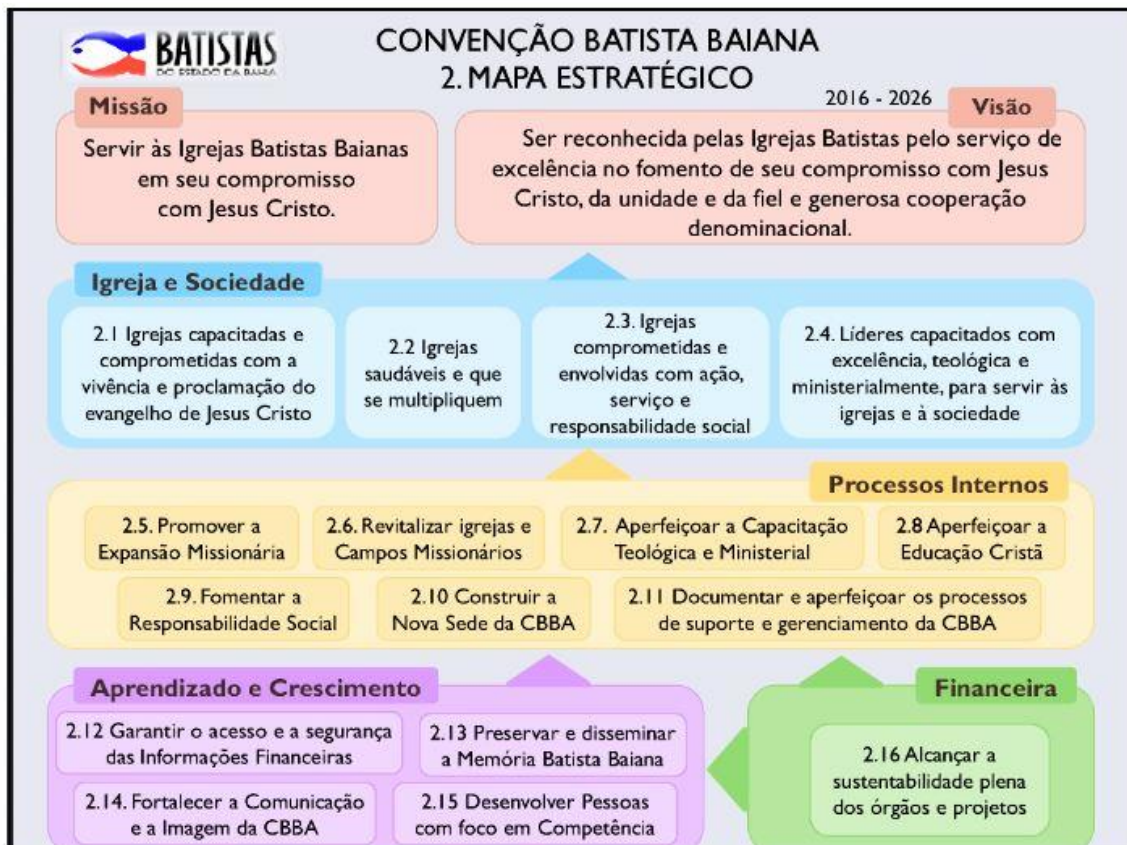 BATISTAS
DO ESTADO DA BAHIA
CONVENÇÃO BATISTA BAIANA
2. MAPA ESTRATÉGICO
2016 - 2026
Missão
Servir às Igrejas Batistas Baianas
em seu compromisso
com Jesus Cristo.
Visão
Ser reconhecida pelas Igrejas Batistas pelo serviço de
excelência no fomento de seu compromisso com Jesus
Cristo, da unidade e da fiel e generosa cooperação
denominacional.
Igreja e Sociedade
2.1 Igrejas capacitadas e
comprometidas com a
vivência e proclamação do
evangelho de Jesus Cristo
2.2 Igrejas
saudáveis e que
se multipliquem
2.3. Igrejas
comprometidas e
envolvidas com ação,
serviço e
responsabilidade social
2.4. Líderes capacitados com
excelência, teológica e
ministerialmente, para servir às
igrejas e à sociedade
Processos Internos
2.5. Promover a
Expansão Missionária
2.6. Revitalizar igrejas e
Campos Missionários
2.7. Aperfeiçoar a Capacitação
Teológica e Ministerial
2.8 Aperfeiçoar a
Educação Cristã
2.9. Fomentar a
Responsabilidade Social
2.10 Construir a
Nova Sede da CBBA
2.11 Documentar e aperfeiçoar os processos
de suporte e gerenciamento da CBBA
Aprendizado e Crescimento
2.12 Garantir o acesso e a segurança
das Informações Financeiras
2.13 Preservar e disseminar
a Memória Batista Baiana
2.14. Fortalecer a Comunicação
e a Imagem da CBBA
2.15 Desenvolver Pessoas
com foco em Competência
Financeira
2.16 Alcançar a
sustentabilidade plena
dos órgãos e projetos